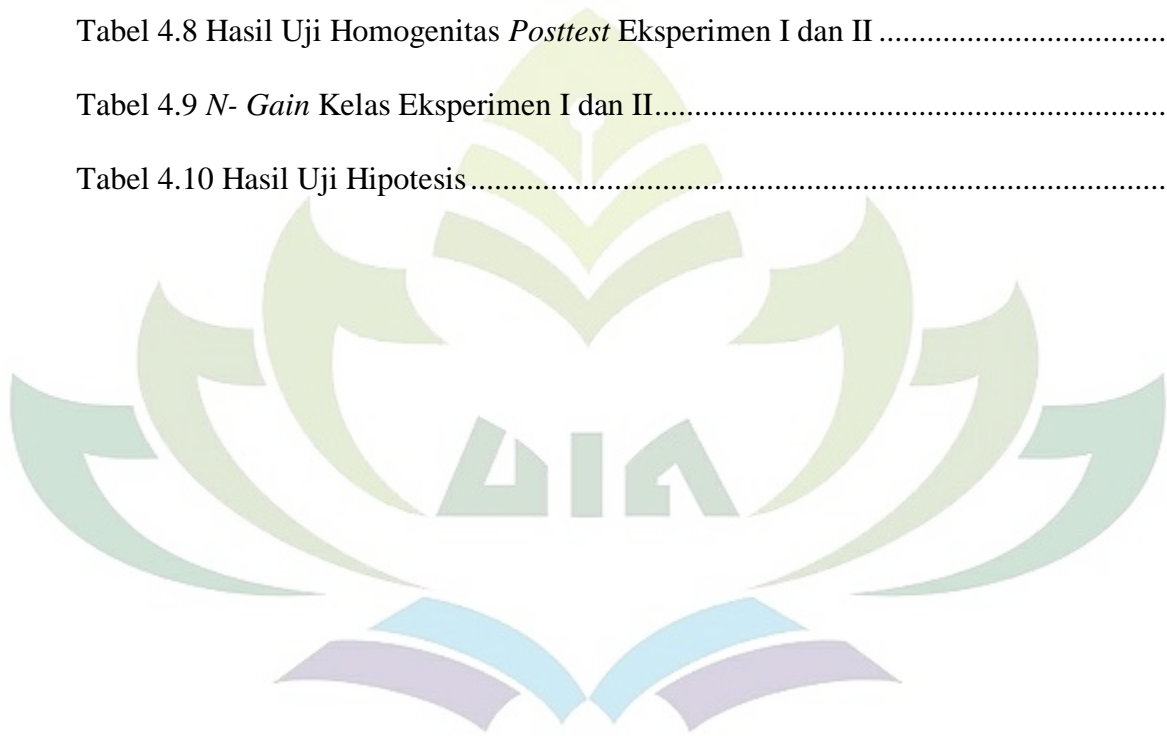 Tabel 4.8 Hasil Uji Homogenitas Posttest Eksperimen I dan II ....................................
Tabel 4.9 N- Gain Kelas Eksperimen I dan II................................................................
Tabel 4.10 Hasil Uji Hipotesis.......................................................................................
UIN